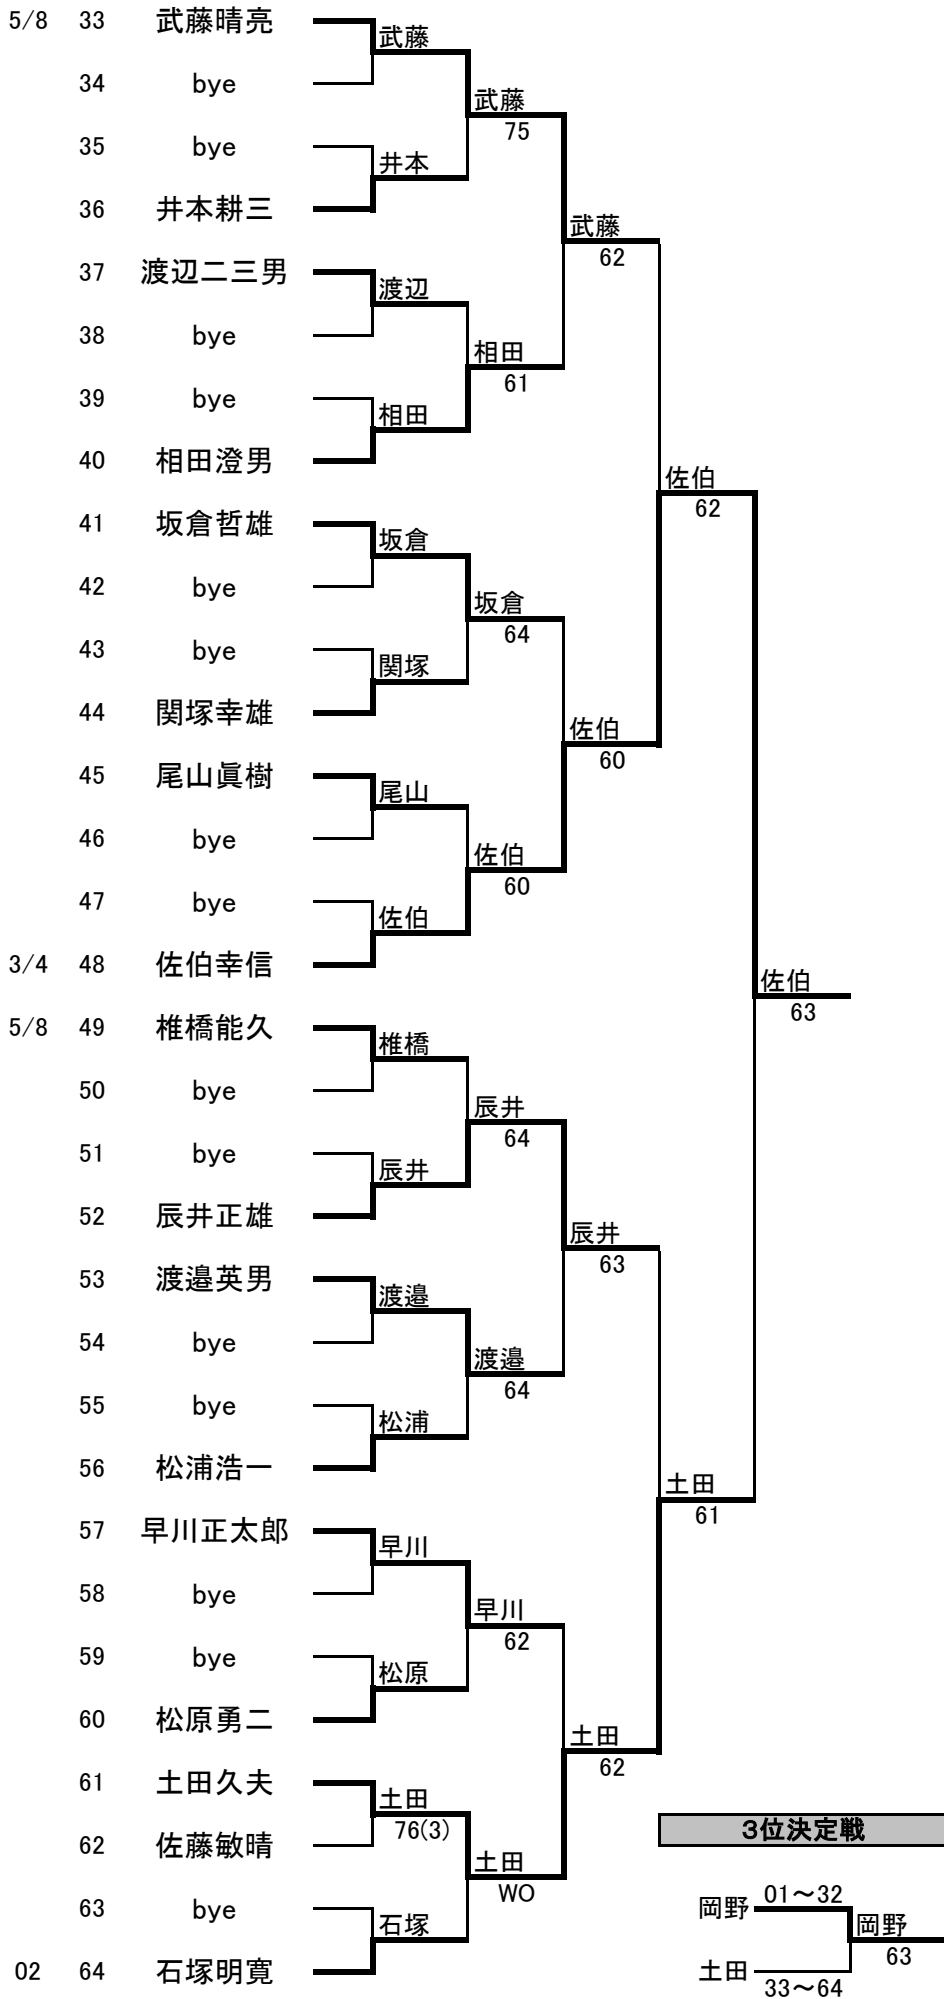 5/8 33 武藤晴亮
武藤
34 bye
武藤
75
35 bye
井本
36 井本耕三
武藤
62
37 渡辺二三男
渡辺
38 bye
相田
61
39 bye
相田
40 相田澄男
佐伯
62
41 坂倉哲雄
坂倉
42 bye
坂倉
64
43 bye
関塚
44 関塚幸雄
佐伯
60
45 尾山眞樹
尾山
46 bye
佐伯
60
47 bye
佐伯
3/4 48 佐伯幸信
佐伯
63
5/8 49 椎橋能久
椎橋
50 bye
辰井
64
51 bye
辰井
52 辰井正雄
辰井
63
53 渡邉英男
渡邉
54 bye
渡邉
64
55 bye
松浦
56 松浦浩一
土田
61
57 早川正太郎
早川
58 bye
早川
62
59 bye
松原
60 松原勇二
土田
62
61 土田久夫
土田
76(3)
62 佐藤敏晴
土田
WO
63 bye
石塚
02 64 石塚明寛
3位決定戦
岡野 01～32
岡野
63
土田
33～64